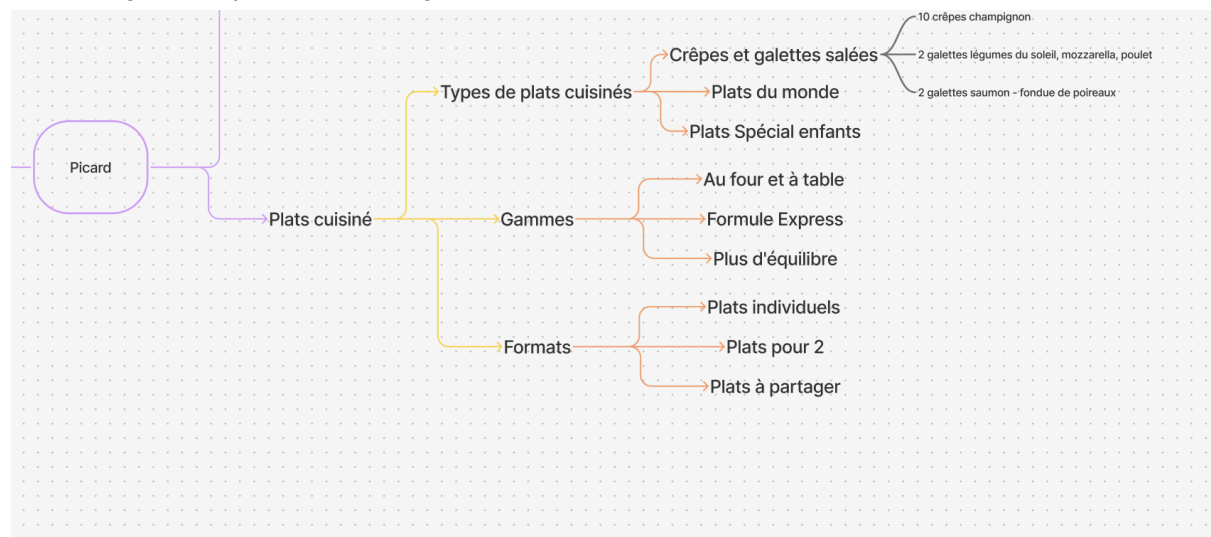 10 crêpes champignon
Crêpes et galettes salées
2 galettes légumes du soleil, mozzarella, poulet
Types de plats cuisinés
Plats du monde
2 galettes saumon - fondue de poireaux
Plats Spécial enfants
Picard
Au four et à table
Plats cuisiné
Gammes
Formule Express
Plus d'équilibre
Plats individuels
Formats
Plats pour 2
Plats à partager